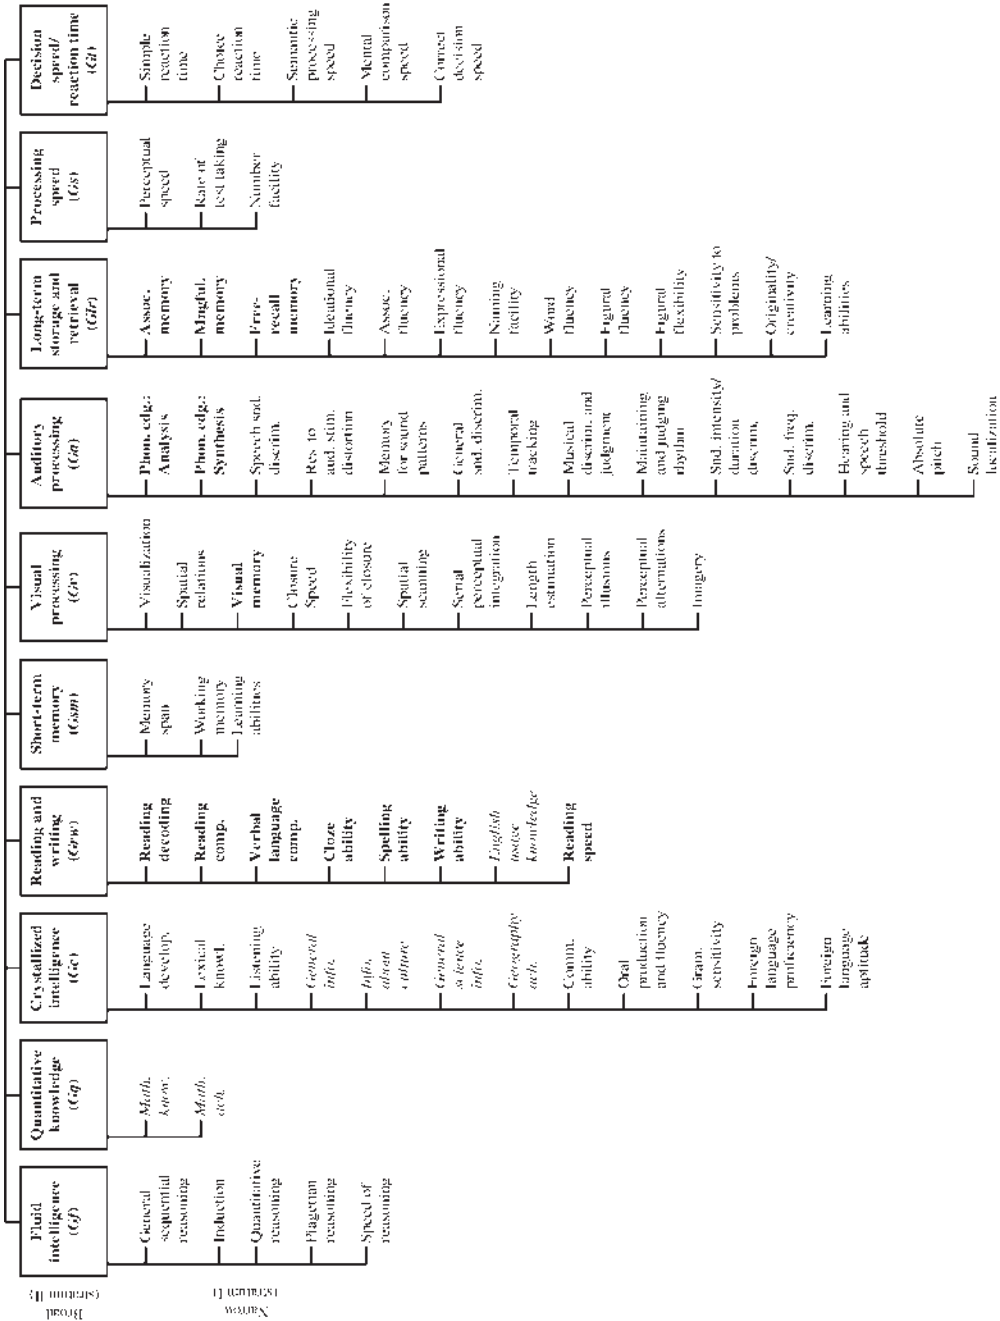 Broad
(stratum II)
Narrow
(stratum I)
Fluid
intelligence
(Gf)
General
sequential
reasoning
Induction
Quantitative
reasoning
Piagetian
reasoning
Speed of
reasoning
Quantitative
knowledge
(Gq)
Math.
know.
Math.
ach.
Crystallized
intelligence
(Gc)
Language
develop.
Lexical
knowl.
Listening
ability
General
info.
Info.
about
culture
General
science
info.
Geography
ach.
Comm.
ability
Oral
production
and fluency
Gram.
sensitivity
Foreign
language
proficiency
Foreign
language
aptitude
Reading and
writing
(Grw)
Reading
decoding
Reading
comp.
Verbal
language
comp.
Cloze
ability
Spelling
ability
Writing
ability
English
usage
knowledge
Reading
speed
Short-term
memory
(Gsm)
Memory
span
Working
memory
Learning
abilities
Visual
processing
(Gv)
Visualization
Spatial
relations
Visual
memory
Closure
Speed
Flexibility
of closure
Spatial
scanning
Serial
perceptual
integration
Length
estimation
Perceptual
illusions
Perceptual
alternations
Imagery
Auditory
processing
(Ga)
Phon. cdg.:
Analysis
Phon. cdg.:
Synthesis
Speech snd.
discrim.
Res. to
aud. stim.
distortion
Memory
for sound
patterns
General
snd. discrim.
Temporal
tracking
Musical
discrim. and
judgment
Maintaining
and judging
rhythm
Snd. intensity/
duration
discrim.
Snd. freq.
discrim.
Hearing and
speech
threshold
Absolute
pitch
Sound
localization
Long-term
storage and
retrieval
(Glr)
Assoc.
memory
Mngful.
memory
Free-
recall
memory
Ideational
fluency
Assoc.
fluency
Expressional
fluency
Naming
facility
Word
fluency
Figural
fluency
Figural
flexibility
Sensitivity to
problems
Originality/
creativity
Learning
abilities
Processing
speed
(Gs)
Perceptual
speed
Rate of
test taking
Number
facility
Decision
speed/
reaction time
(Gt)
Simple
reaction
time
Choice
reaction
time
Semantic
processing
speed
Mental
comparison
speed
Correct
decision
speed